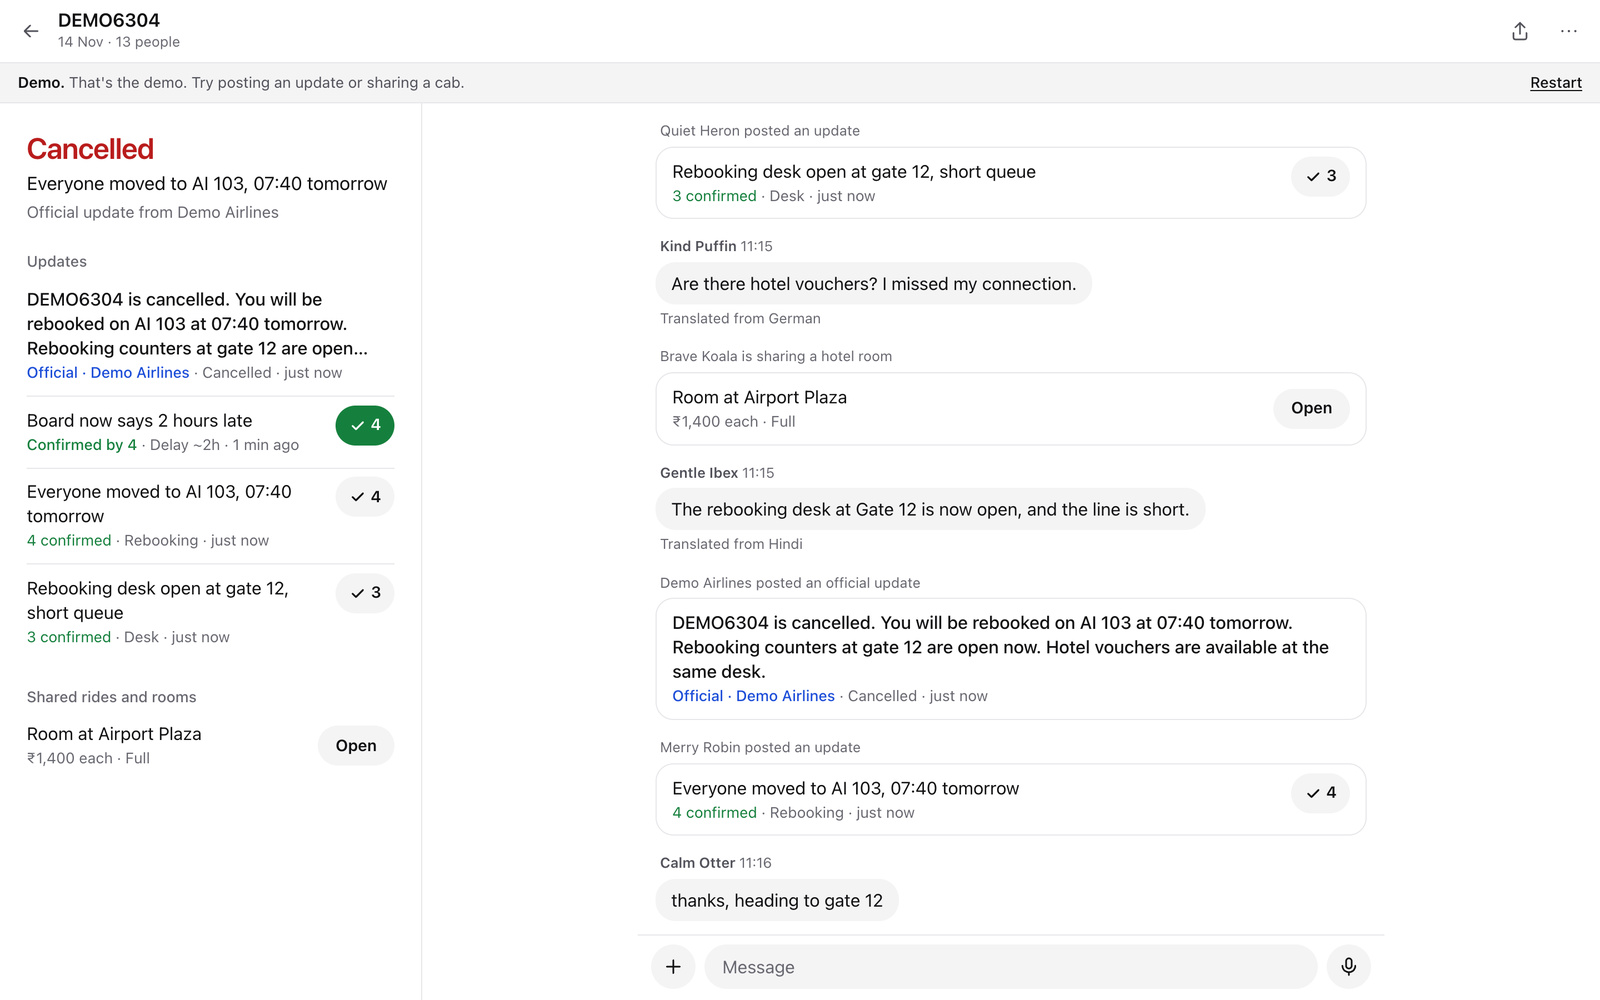 DEMO6304
14 Nov · 13 people
Demo. That's the demo. Try posting an update or sharing a cab.
Restart
Cancelled
Everyone moved to AI 103, 07:40 tomorrow
Official update from Demo Airlines
Updates
DEMO6304 is cancelled. You will be
rebooked on AI 103 at 07:40 tomorrow.
Rebooking counters at gate 12 are open...
Official · Demo Airlines · Cancelled · just now
Board now says 2 hours late
Confirmed by 4 · Delay ~2h · 1 min ago
4
Everyone moved to AI 103, 07:40
tomorrow
4 confirmed · Rebooking · just now
4
Rebooking desk open at gate 12,
short queue
3 confirmed · Desk · just now
3
Shared rides and rooms
Room at Airport Plaza
₹1,400 each · Full
Open
Quiet Heron posted an update
Rebooking desk open at gate 12, short queue
3 confirmed · Desk · just now
3
Kind Puffin 11:15
Are there hotel vouchers? I missed my connection.
Translated from German
Brave Koala is sharing a hotel room
Room at Airport Plaza
₹1,400 each · Full
Open
Gentle Ibex 11:15
The rebooking desk at Gate 12 is now open, and the line is short.
Translated from Hindi
Demo Airlines posted an official update
DEMO6304 is cancelled. You will be rebooked on AI 103 at 07:40 tomorrow.
Rebooking counters at gate 12 are open now. Hotel vouchers are available at the
same desk.
Official · Demo Airlines · Cancelled · just now
Merry Robin posted an update
Everyone moved to AI 103, 07:40 tomorrow
4 confirmed · Rebooking · just now
4
Calm Otter 11:16
thanks, heading to gate 12
Message